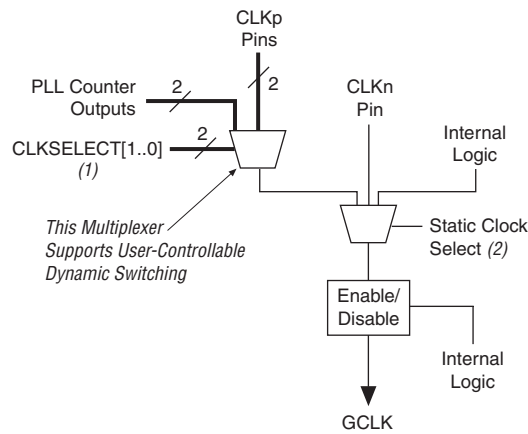 CLKp
Pins
2
PLL Counter
Outputs
2
CLKn
Pin
CLKSELECT[1..0]
(1)
2
Internal
Logic
This Multiplexer
Supports User-Controllable
Dynamic Switching
Static Clock
Select (2)
Enable/
Disable
Internal
Logic
GCLK